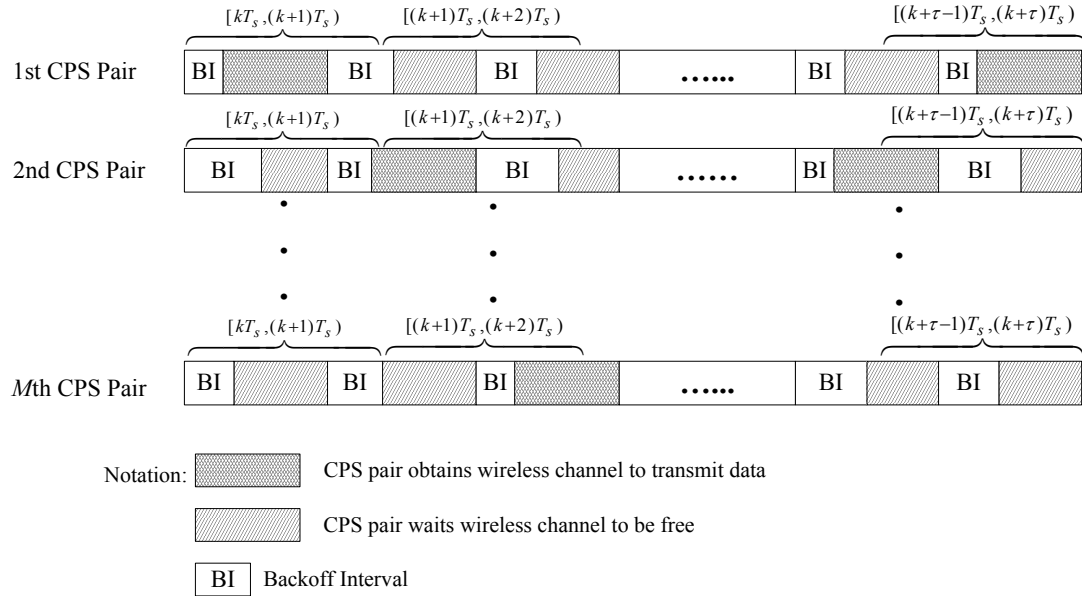 [kT_s,(k+1)T_s) [(k+1)T_s,(k+2)T_s) [(k+τ−1)T_s,(k+τ)T_s)
1st CPS Pair BI BI BI …... BI BI
[kT_s,(k+1)T_s) [(k+1)T_s,(k+2)T_s) [(k+τ−1)T_s,(k+τ)T_s)
2nd CPS Pair BI BI BI …… BI BI
[kT_s,(k+1)T_s) [(k+1)T_s,(k+2)T_s) [(k+τ−1)T_s,(k+τ)T_s)
Mth CPS Pair BI BI BI …... BI BI
Notation: CPS pair obtains wireless channel to transmit data
CPS pair waits wireless channel to be free
BI Backoff Interval